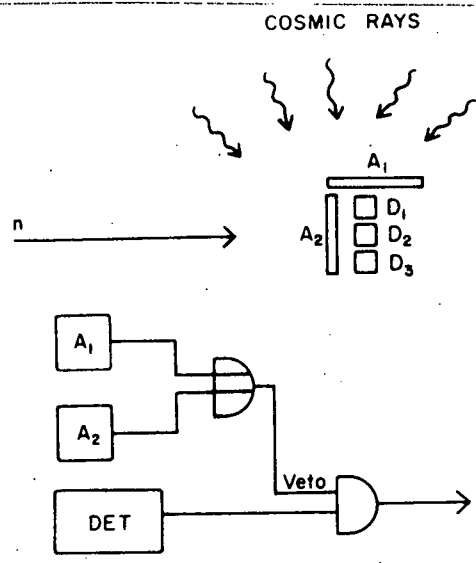 COSMIC RAYS
A₁
n
A₂
D₁
D₂
D₃
A₁
A₂
Veto
DET